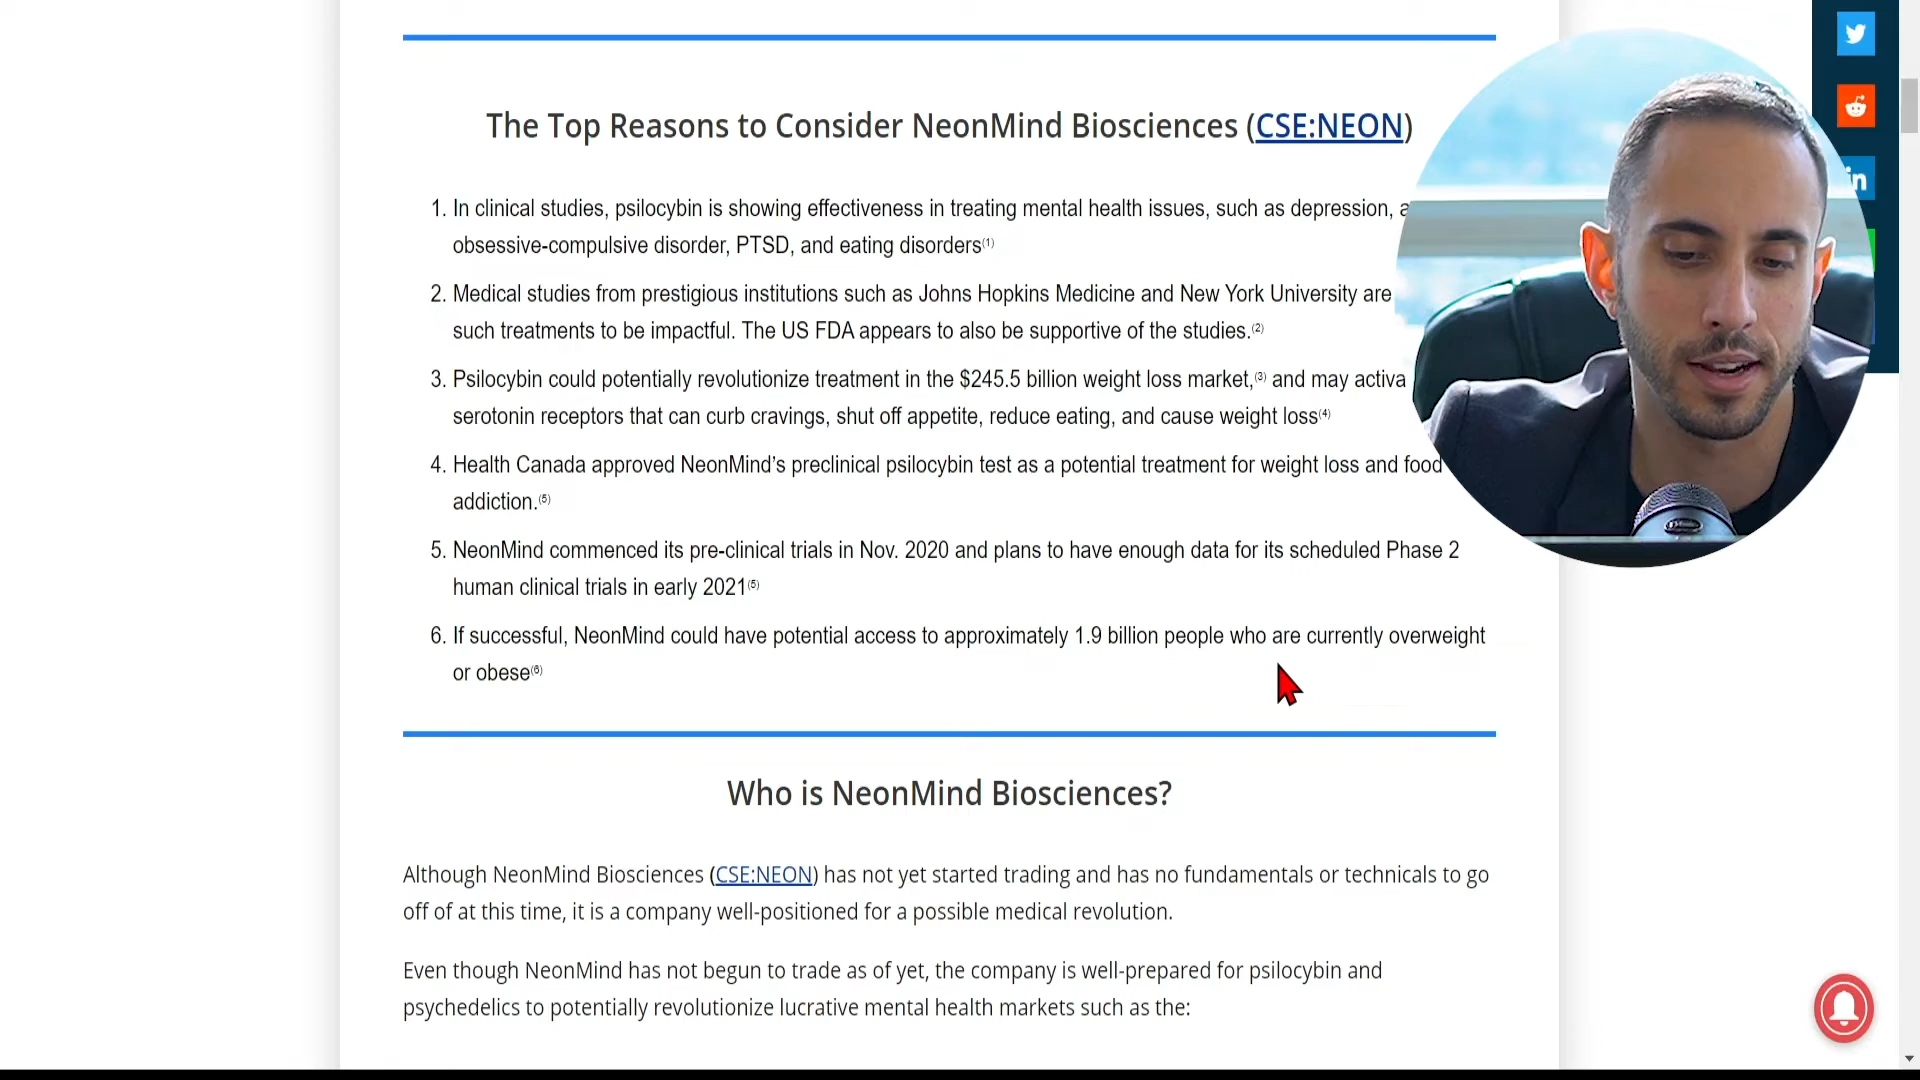 The Top Reasons to Consider NeonMind Biosciences (CSE:NEON)
1. In clinical studies, psilocybin is showing effectiveness in treating mental health issues, such as depression,
obsessive-compulsive disorder, PTSD, and eating disorders(1)
2. Medical studies from prestigious institutions such as Johns Hopkins Medicine and New York University are
such treatments to be impactful. The US FDA appears to also be supportive of the studies.(2)
3. Psilocybin could potentially revolutionize treatment in the $245.5 billion weight loss market,(3) and may activa
serotonin receptors that can curb cravings, shut off appetite, reduce eating, and cause weight loss(4)
4. Health Canada approved NeonMind’s preclinical psilocybin test as a potential treatment for weight loss and food
addiction.(5)
5. NeonMind commenced its pre-clinical trials in Nov. 2020 and plans to have enough data for its scheduled Phase 2
human clinical trials in early 2021(5)
6. If successful, NeonMind could have potential access to approximately 1.9 billion people who are currently overweight
or obese(6)
Who is NeonMind Biosciences?
Although NeonMind Biosciences (CSE:NEON) has not yet started trading and has no fundamentals or technicals to go
off of at this time, it is a company well-positioned for a possible medical revolution.
Even though NeonMind has not begun to trade as of yet, the company is well-prepared for psilocybin and
psychedelics to potentially revolutionize lucrative mental health markets such as the:
in